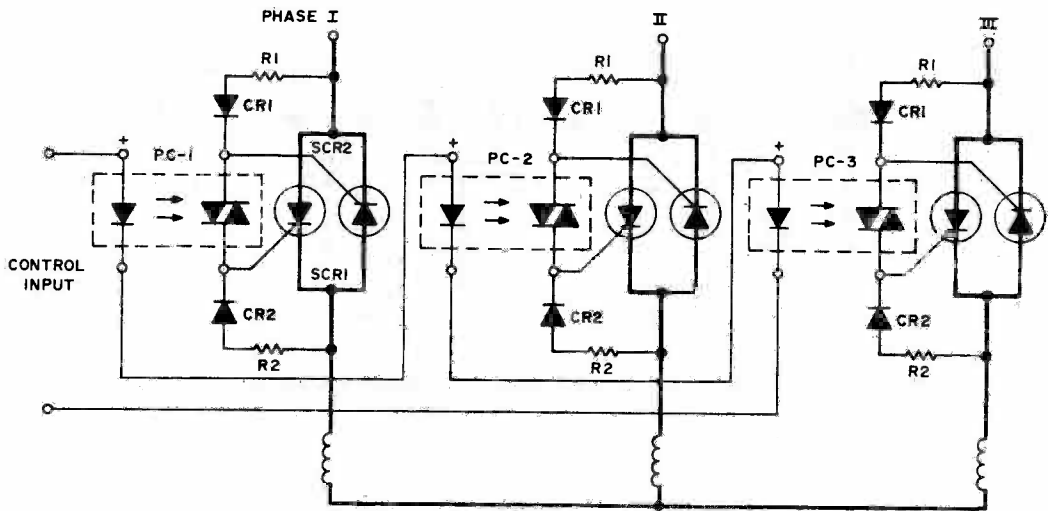 PHASE I
II
III
R1
R1
R1
CR1
CR1
CR1
+
PC-1
SCR2
+
PC-2
+
PC-3
CONTROL
INPUT
SCR1
CR2
CR2
CR2
R2
R2
R2